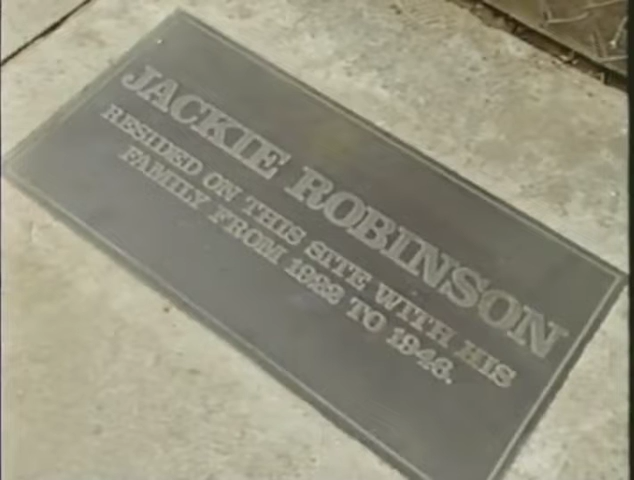 JACKIE ROBINSON
RESIDED ON THIS SITE WITH HIS
FAMILY FROM 1922 TO 1946.